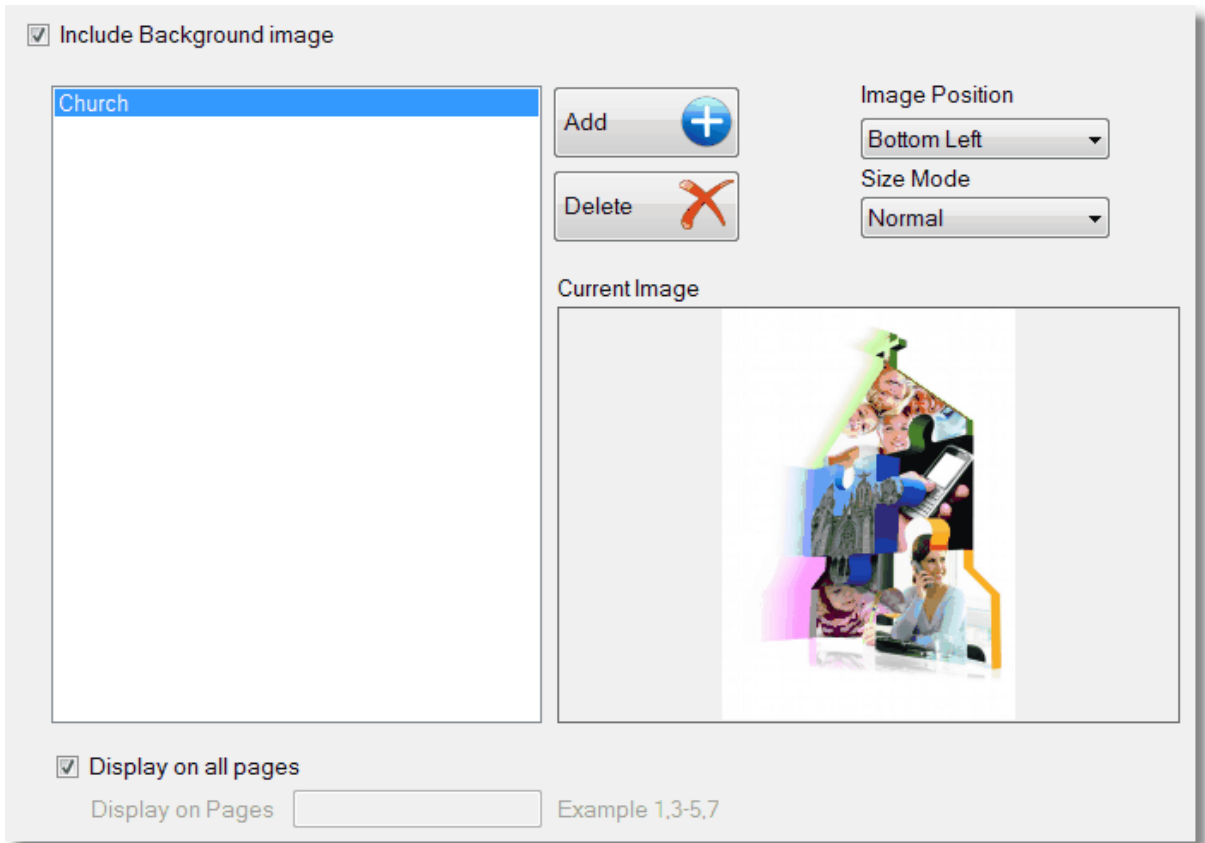 Include Background image
Church
Add
Delete
Image Position
Bottom Left
Size Mode
Normal
Current Image
Display on all pages
Display on Pages
Example 1,3-5,7